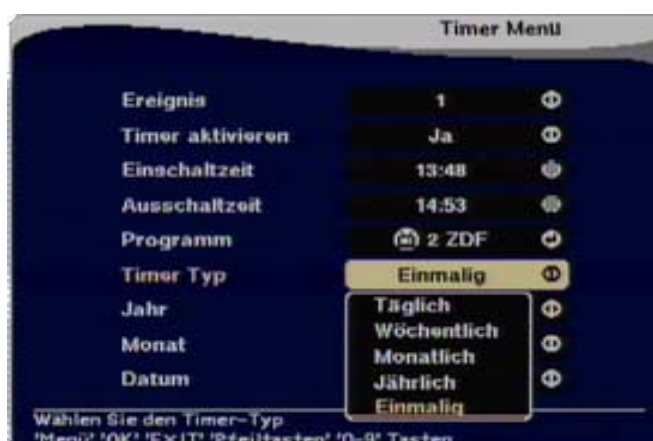 Timer Menü
Ereignis 1
Timer aktivieren Ja
Einschaltzeit 13:48
Ausschaltzeit 14:53
Programm 2 ZDF
Timer Typ Einmalig
Jahr
Täglich
Wöchentlich
Monat
Monatlich
Datum
Jährlich
Einmalig
Wählen Sie den Timer-Typ
'Menü' 'OK' 'EXIT' 'Pfeiltasten' '0-9' Tasten